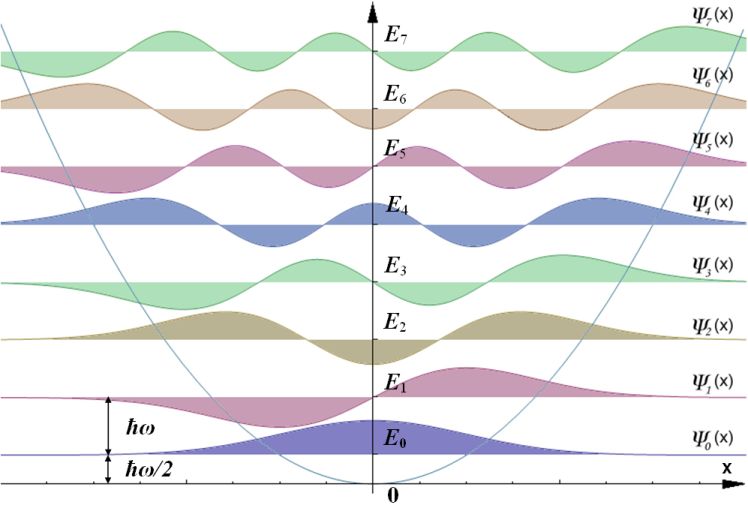 E₇ Ψ₇(x)
E₆ Ψ₆(x)
E₅ Ψ₅(x)
E₄ Ψ₄(x)
E₃ Ψ₃(x)
E₂ Ψ₂(x)
E₁ Ψ₁(x)
ħω
E₀ Ψ₀(x)
ħω/2
x
0